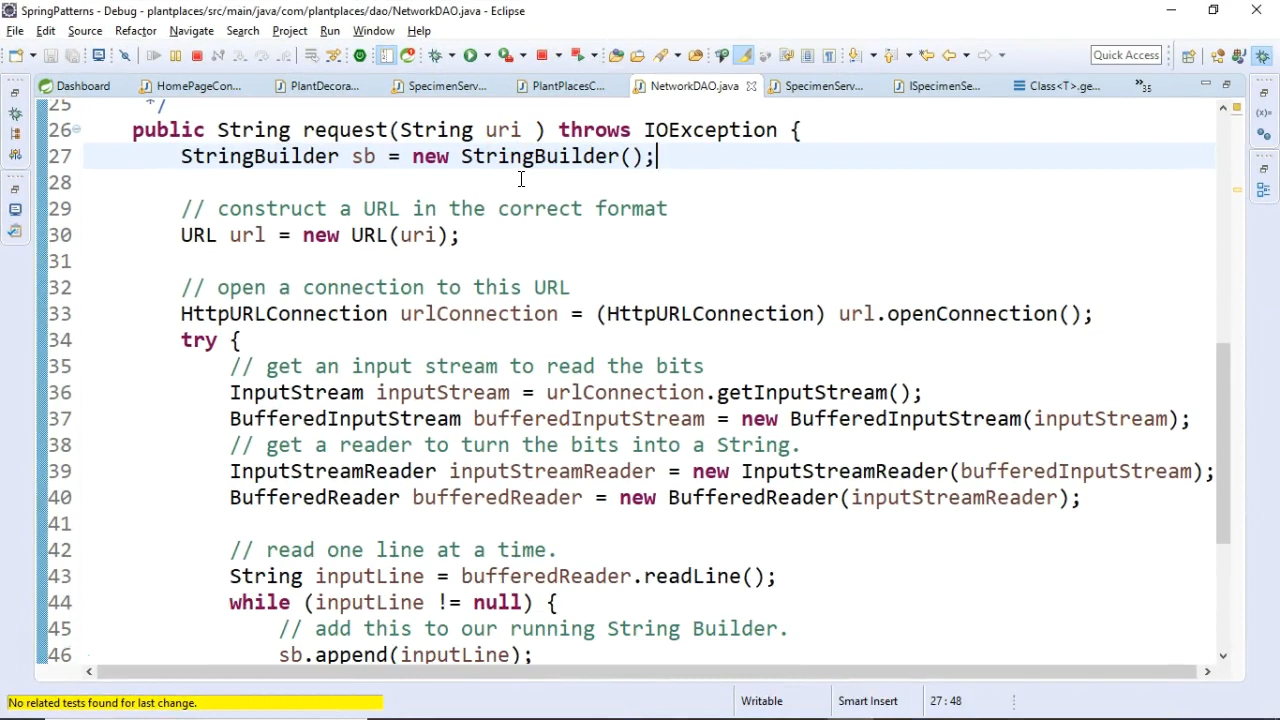 SpringPatterns - Debug - plantplaces/src/main/java/com/plantplaces/dao/NetworkDAO.java - Eclipse
File Edit Source Refactor Navigate Search Project Run Window Help
Quick Access
Dashboard HomePageCon... PlantDecora... SpecimenServ... PlantPlacesC... NetworkDAO.java SpecimenServ... ISpecimenSe... Class<T>.ge... »35
25 */
26 public String request(String uri ) throws IOException {
27 StringBuilder sb = new StringBuilder();
28
29 // construct a URL in the correct format
30 URL url = new URL(uri);
31
32 // open a connection to this URL
33 HttpURLConnection urlConnection = (HttpURLConnection) url.openConnection();
34 try {
35 // get an input stream to read the bits
36 InputStream inputStream = urlConnection.getInputStream();
37 BufferedInputStream bufferedInputStream = new BufferedInputStream(inputStream);
38 // get a reader to turn the bits into a String.
39 InputStreamReader inputStreamReader = new InputStreamReader(bufferedInputStream);
40 BufferedReader bufferedReader = new BufferedReader(inputStreamReader);
41
42 // read one line at a time.
43 String inputLine = bufferedReader.readLine();
44 while (inputLine != null) {
45 // add this to our running String Builder.
46 sb.append(inputLine);
No related tests found for last change. Writable Smart Insert 27 : 48